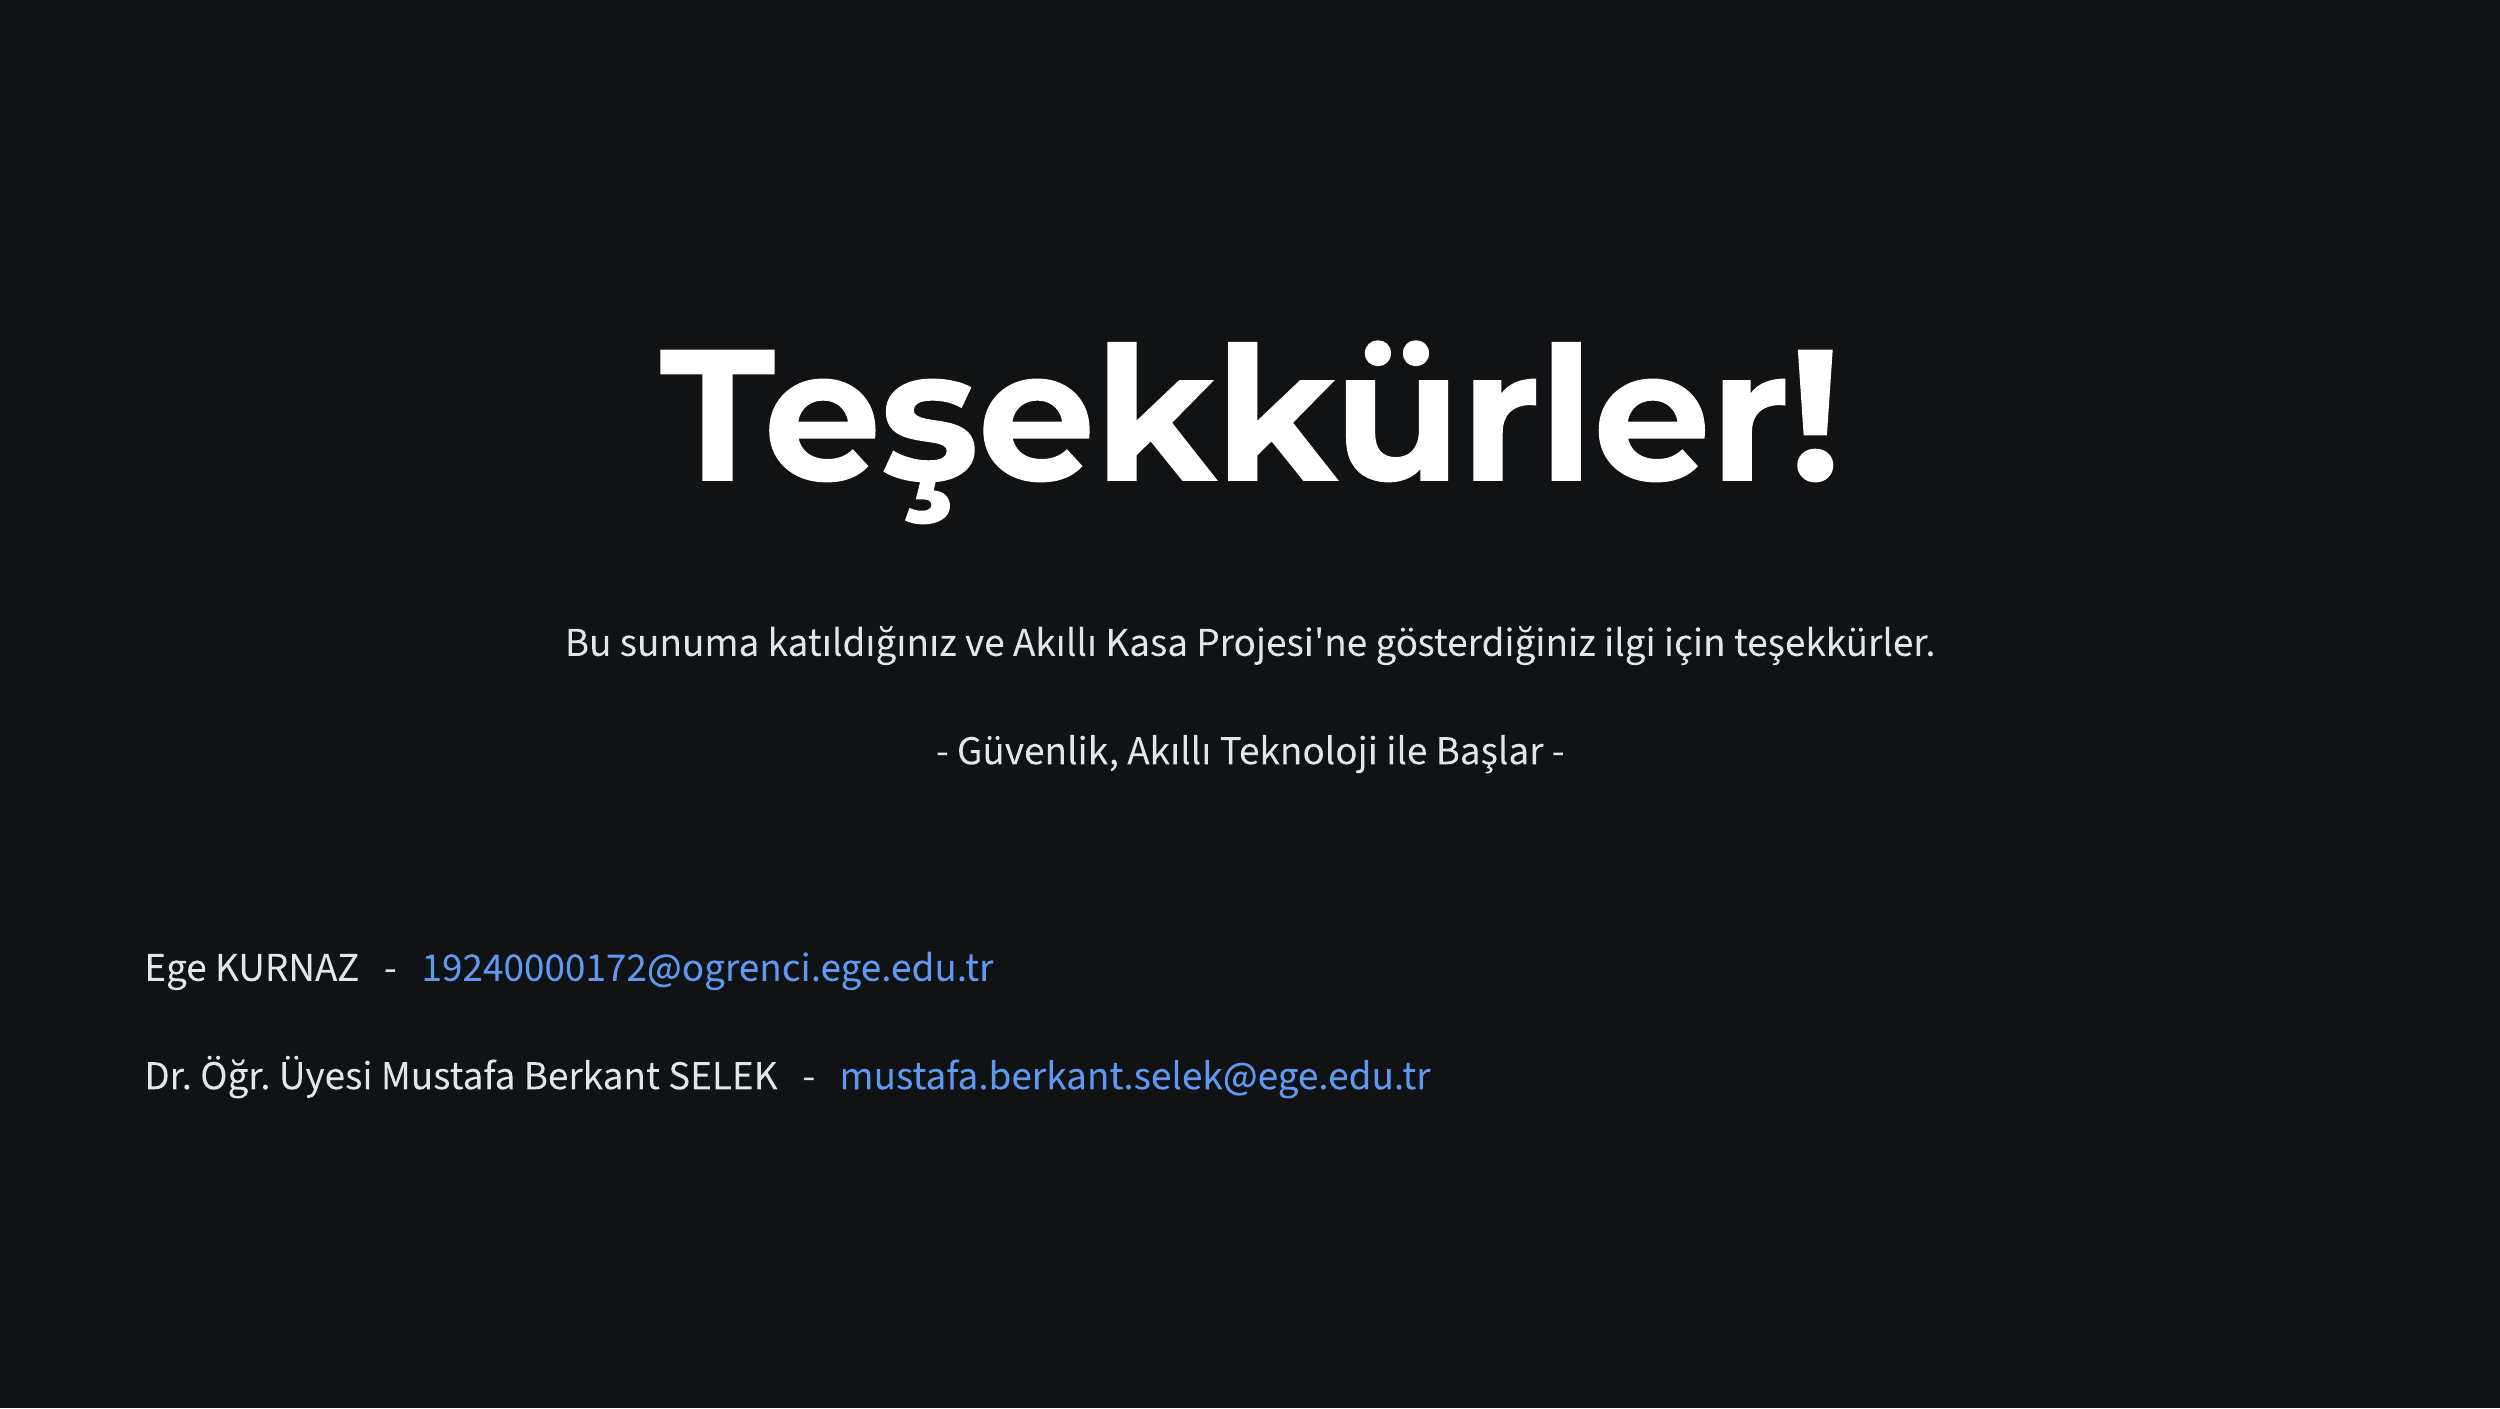 Teşekkürler!
Bu sunuma katıldığınız ve Akıllı Kasa Projesi'ne gösterdiğiniz ilgi için teşekkürler.
- Güvenlik, Akıllı Teknoloji ile Başlar -
Ege KURNAZ - 19240000172@ogrenci.ege.edu.tr
Dr. Öğr. Üyesi Mustafa Berkant SELEK - mustafa.berkant.selek@ege.edu.tr